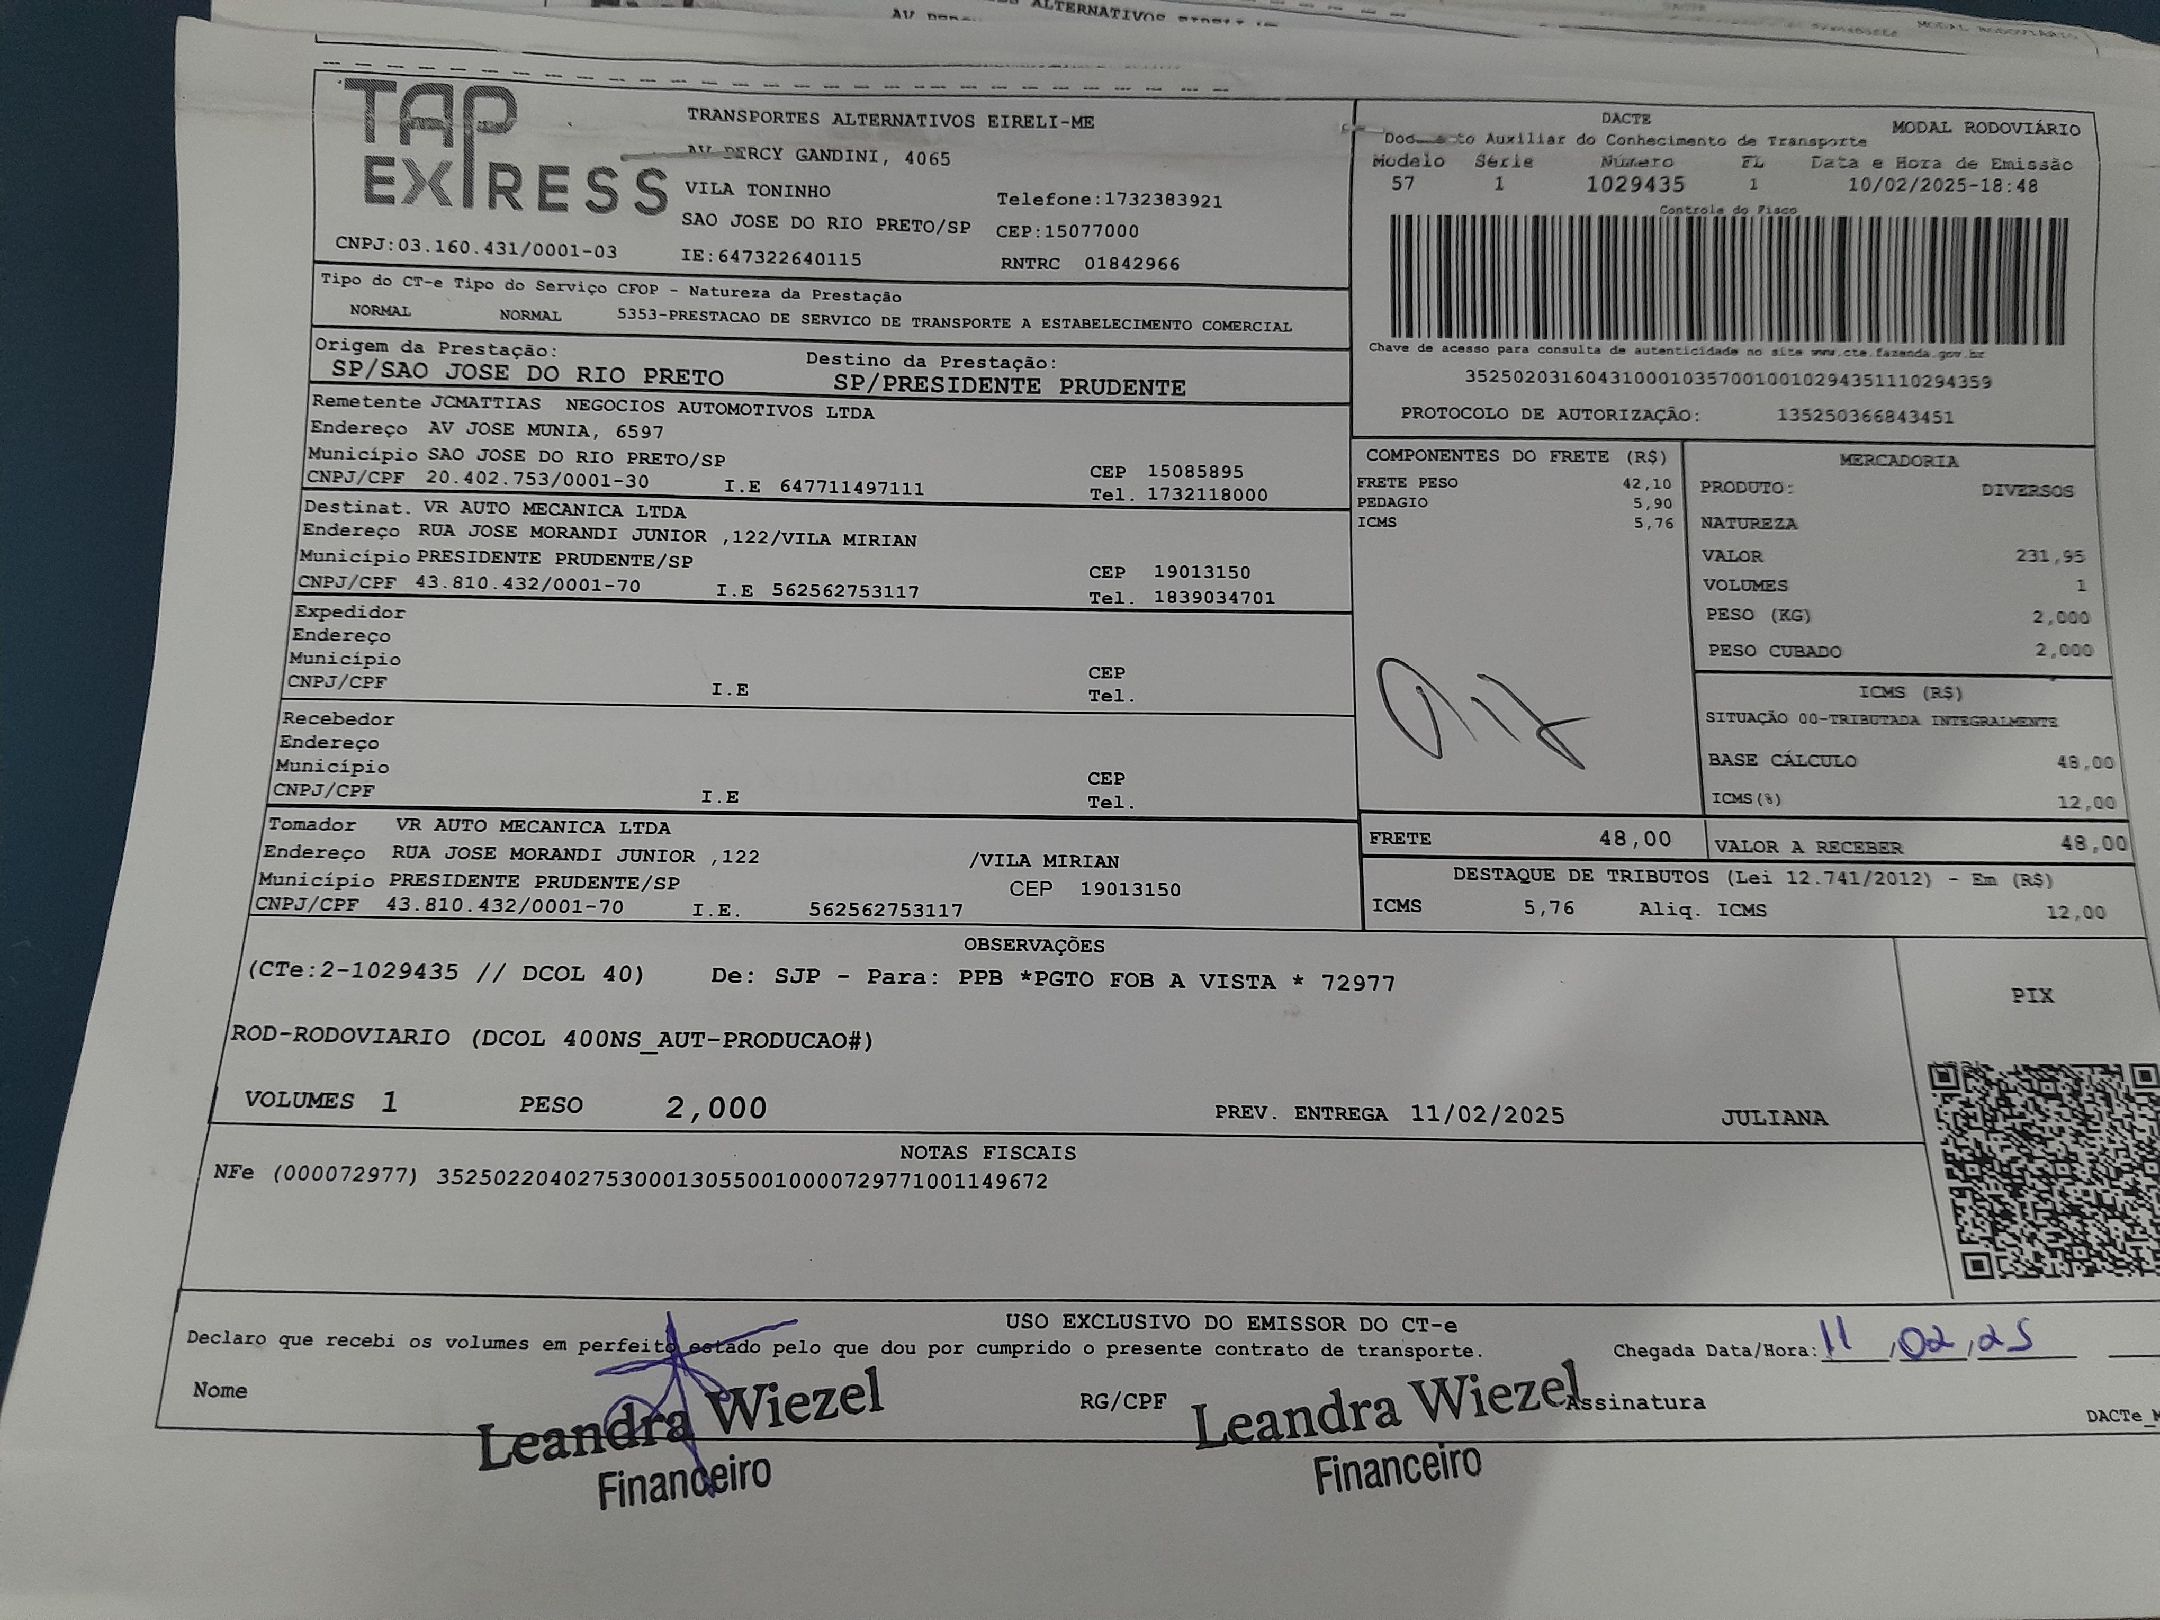 ALTERNATIVOS
MODAL RODOVIÁRIO
TAP
EXPRESS
TRANSPORTES ALTERNATIVOS EIRELI-ME
AV PERCY GANDINI, 4065
VILA TONINHO
Telefone:1732383921
SAO JOSE DO RIO PRETO/SP CEP:15077000
CNPJ:03.160.431/0001-03 IE:647322640115 RNTRC 01842966
DACTE MODAL RODOVIÁRIO
Auxiliar do Conhecimento de Transporte
Modelo Série Número FL Data e Hora de Emissão
57 1 1029435 1 10/02/2025-18:48
Controle do Fisco
Chave de acesso para consulta de autenticidade no site www.cte.fazenda.gov.br
35250203160431000103570010010294351110294359
PROTOCOLO DE AUTORIZAÇÃO: 135250366843451
Tipo do CT-e Tipo do Serviço CFOP - Natureza da Prestação
NORMAL NORMAL 5353-PRESTACAO DE SERVICO DE TRANSPORTE A ESTABELECIMENTO COMERCIAL
Origem da Prestação: Destino da Prestação:
SP/SAO JOSE DO RIO PRETO SP/PRESIDENTE PRUDENTE
Remetente JCMATTIAS NEGOCIOS AUTOMOTIVOS LTDA
Endereço AV JOSE MUNIA, 6597
Município SAO JOSE DO RIO PRETO/SP CEP 15085895
CNPJ/CPF 20.402.753/0001-30 I.E 647711497111 Tel. 1732118000
Destinat. VR AUTO MECANICA LTDA
Endereço RUA JOSE MORANDI JUNIOR ,122/VILA MIRIAN
Município PRESIDENTE PRUDENTE/SP CEP 19013150
CNPJ/CPF 43.810.432/0001-70 I.E 562562753117 Tel. 1839034701
Expedidor
Endereço
Município CEP
CNPJ/CPF I.E Tel.
Recebedor
Endereço
Município CEP
CNPJ/CPF I.E Tel.
Tomador VR AUTO MECANICA LTDA
Endereço RUA JOSE MORANDI JUNIOR ,122 /VILA MIRIAN
Município PRESIDENTE PRUDENTE/SP CEP 19013150
CNPJ/CPF 43.810.432/0001-70 I.E. 562562753117
COMPONENTES DO FRETE (R$)
FRETE PESO 42,10
PEDAGIO 5,90
ICMS 5,76
MERCADORIA
PRODUTO: DIVERSOS
NATUREZA
VALOR 231,95
VOLUMES 1
PESO (KG) 2,000
PESO CUBADO 2,000
ICMS (R$)
SITUAÇÃO 00-TRIBUTADA INTEGRALMENTE
BASE CÁLCULO 48,00
ICMS(%) 12,00
FRETE 48,00 VALOR A RECEBER 48,00
DESTAQUE DE TRIBUTOS (Lei 12.741/2012) - Em (R$)
ICMS 5,76 Aliq. ICMS 12,00
OBSERVAÇÕES
(CTe:2-1029435 // DCOL 40) De: SJP - Para: PPB *PGTO FOB A VISTA * 72977
PIX
ROD-RODOVIARIO (DCOL 400NS_AUT-PRODUCAO#)
VOLUMES 1 PESO 2,000 PREV. ENTREGA 11/02/2025 JULIANA
NOTAS FISCAIS
NFe (000072977) 35250220402753000130550010000729771001149672
USO EXCLUSIVO DO EMISSOR DO CT-e
Declaro que recebi os volumes em perfeito estado pelo que dou por cumprido o presente contrato de transporte. Chegada Data/Hora: 11,02,25
Nome RG/CPF Assinatura
Leandra Wiezel Leandra Wiezel
Financeiro Financeiro